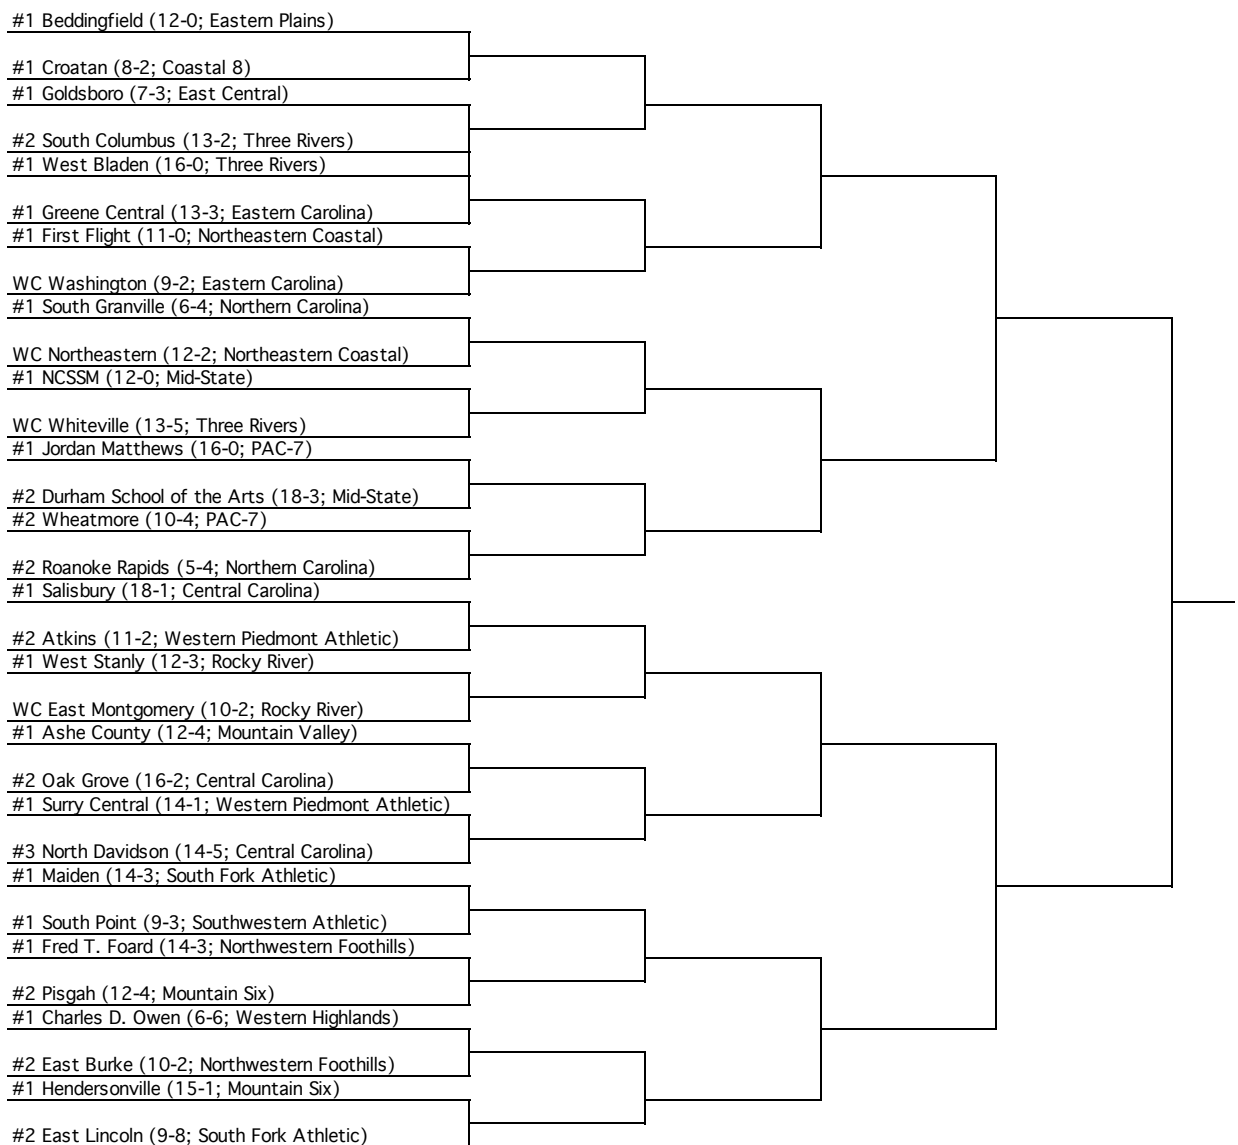 #1 Beddingfield (12-0; Eastern Plains)
#1 Croatan (8-2; Coastal 8)
#1 Goldsboro (7-3; East Central)
#2 South Columbus (13-2; Three Rivers)
#1 West Bladen (16-0; Three Rivers)
#1 Greene Central (13-3; Eastern Carolina)
#1 First Flight (11-0; Northeastern Coastal)
WC Washington (9-2; Eastern Carolina)
#1 South Granville (6-4; Northern Carolina)
WC Northeastern (12-2; Northeastern Coastal)
#1 NCSSM (12-0; Mid-State)
WC Whiteville (13-5; Three Rivers)
#1 Jordan Matthews (16-0; PAC-7)
#2 Durham School of the Arts (18-3; Mid-State)
#2 Wheatmore (10-4; PAC-7)
#2 Roanoke Rapids (5-4; Northern Carolina)
#1 Salisbury (18-1; Central Carolina)
#2 Atkins (11-2; Western Piedmont Athletic)
#1 West Stanly (12-3; Rocky River)
WC East Montgomery (10-2; Rocky River)
#1 Ashe County (12-4; Mountain Valley)
#2 Oak Grove (16-2; Central Carolina)
#1 Surry Central (14-1; Western Piedmont Athletic)
#3 North Davidson (14-5; Central Carolina)
#1 Maiden (14-3; South Fork Athletic)
#1 South Point (9-3; Southwestern Athletic)
#1 Fred T. Foard (14-3; Northwestern Foothills)
#2 Pisgah (12-4; Mountain Six)
#1 Charles D. Owen (6-6; Western Highlands)
#2 East Burke (10-2; Northwestern Foothills)
#1 Hendersonville (15-1; Mountain Six)
#2 East Lincoln (9-8; South Fork Athletic)